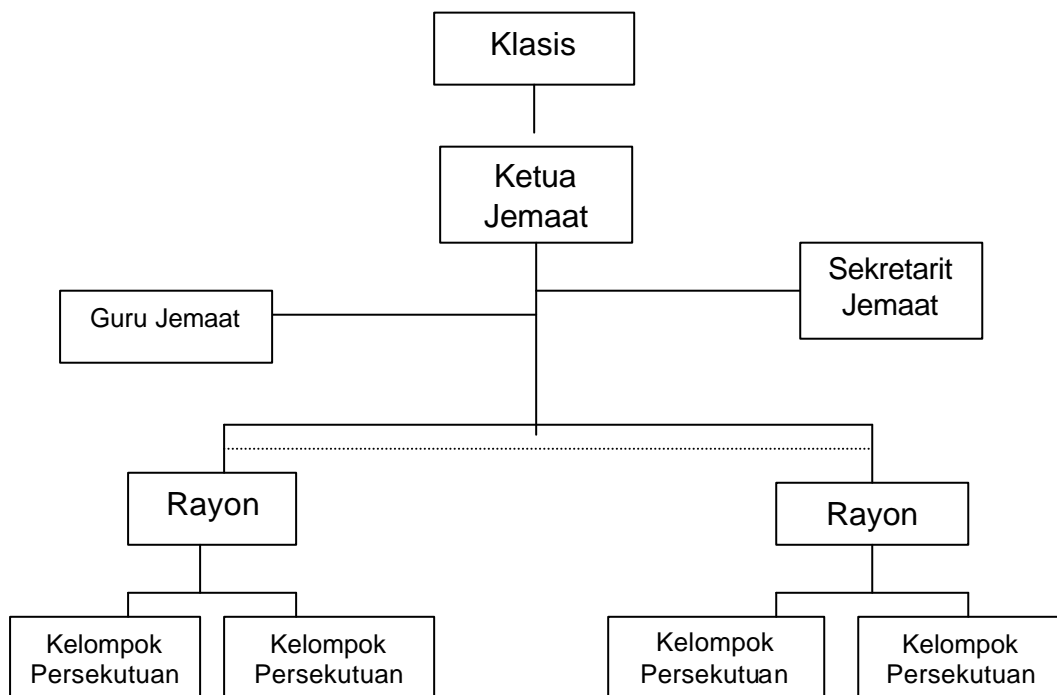 Klasis
Ketua
Jemaat
Sekretarit
Jemaat
Guru Jemaat
Rayon
Rayon
Kelompok
Persekutuan
Kelompok
Persekutuan
Kelompok
Persekutuan
Kelompok
Persekutuan